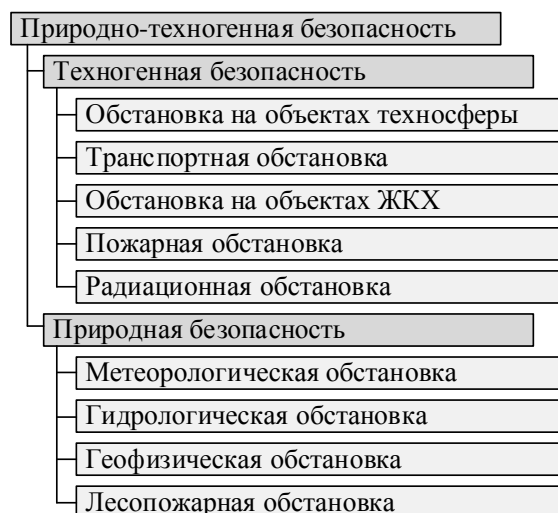 Природно-техногенная безопасность
Техногенная безопасность
Обстановка на объектах техносферы
Транспортная обстановка
Обстановка на объектах ЖКХ
Пожарная обстановка
Радиационная обстановка
Природная безопасность
Метеорологическая обстановка
Гидрологическая обстановка
Геофизическая обстановка
Лесопожарная обстановка